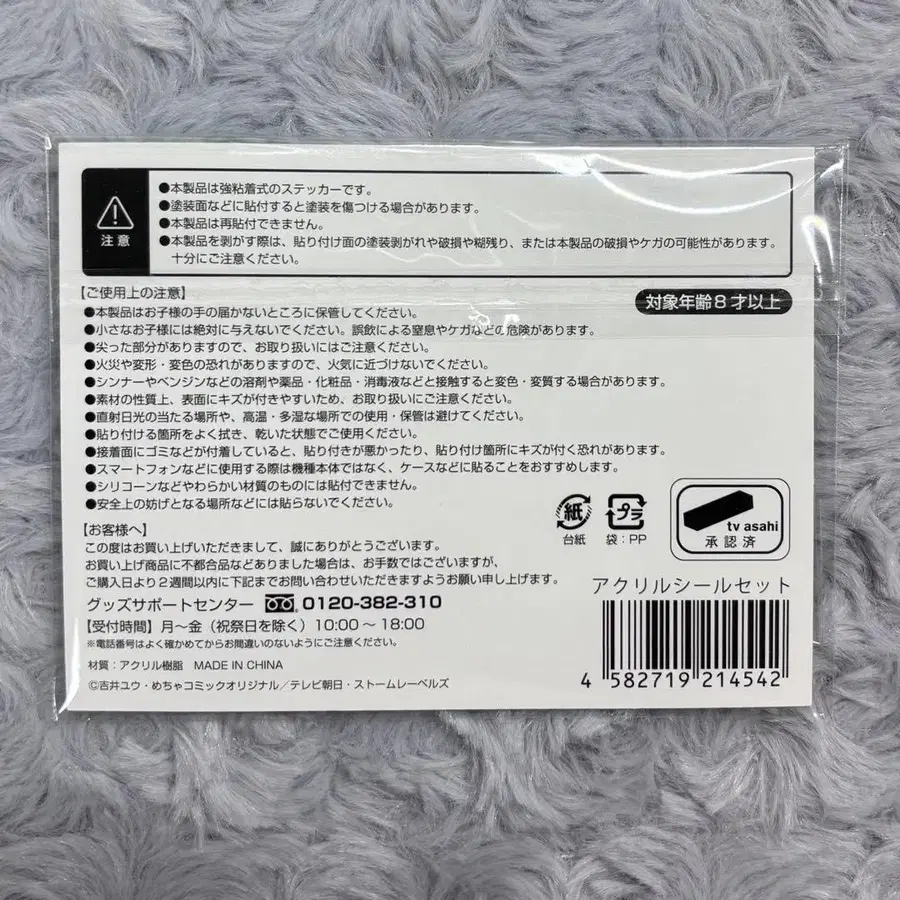 注意
●本製品は強粘着式のステッカーです。
●塗装面などに貼付すると塗装を傷つける場合があります。
●本製品は再貼付できません。
●本製品を剥がす際は、貼り付け面の塗装剥がれや破損や糊残り、または本製品の破損やケガの可能性があります。
十分にご注意ください。
【ご使用上の注意】
対象年齢8才以上
●本製品はお子様の手の届かないところに保管してください。
●小さなお子様には絶対に与えないでください。誤飲による窒息やケガなどの危険があります。
●尖った部分がありますので、お取り扱いにはご注意ください。
●火災や変形・変色の恐れがありますので、火気に近づけないでください。
●シンナーやベンジンなどの溶剤や薬品・化粧品・消毒液などと接触すると変色・変質する場合があります。
●素材の性質上、表面にキズが付きやすいため、お取り扱いにご注意ください。
●直射日光の当たる場所や、高温・多湿な場所での使用・保管は避けてください。
●貼り付ける箇所をよく拭き、乾いた状態でご使用ください。
●接着面にゴミなどが付着していると、貼り付きが悪かったり、貼り付け箇所にキズが付く恐れがあります。
●スマートフォンなどに使用する際は機種本体ではなく、ケースなどに貼ることをおすすめします。
●シリコーンなどやわらかい材質のものには貼付できません。
●安全上の妨げとなる場所などには貼らないでください。
【お客様へ】
この度はお買い上げいただきまして、誠にありがとうございます。
お買い上げ商品に不都合品などありました場合は、お手数ではございますが、
ご購入日より2週間以内に下記までお問い合わせいただきますようお願い申し上げます。
グッズサポートセンター 0120-382-310
【受付時間】月〜金（祝祭日を除く）10:00〜18:00
※電話番号はよく確かめてからお間違いのないようにご注意ください。
材質：アクリル樹脂 MADE IN CHINA
©吉井ユウ・めちゃコミックオリジナル／テレビ朝日・ストームレーベルズ
紙
台紙
プラ
袋：PP
tv asahi
承認済
アクリルシールセット
4 582719 214542